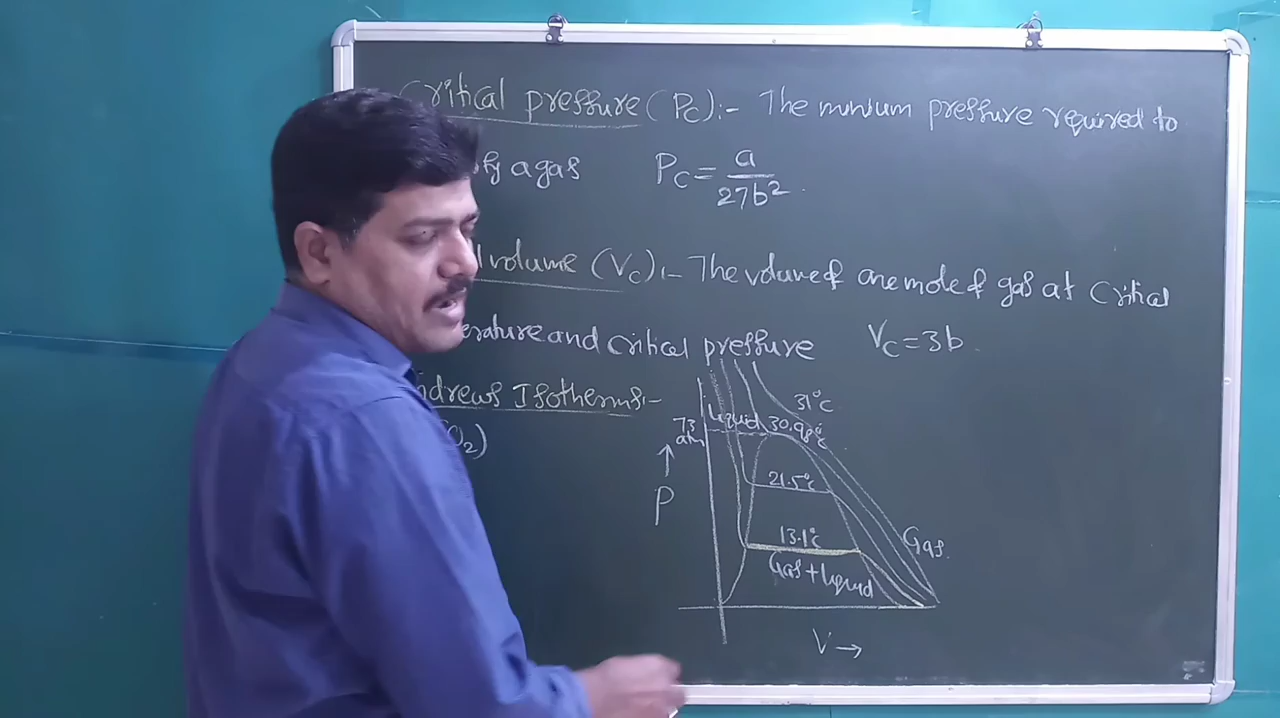 Critical pressure (Pc):- The minium pressure required to
fy a gas Pc = a/27b²
volume (Vc):- The volume of one mole of gas at Critial
erature and critical pressure Vc = 3b
ndrews Isotherms:-
O₂)
31°c
Liquid 30.98°c
73 atm
21.5°c
P
13.1°c
Gas
Gas + liquid
V →